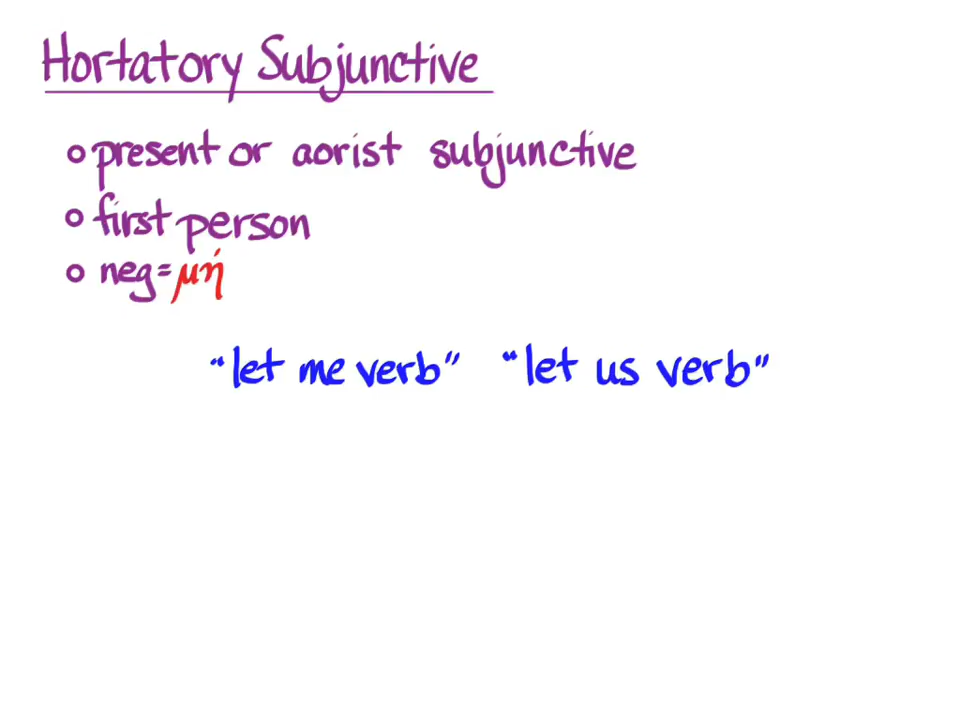 Hortatory Subjunctive
○ present or aorist subjunctive
○ first person
○ neg = μή
"let me verb" "let us verb"